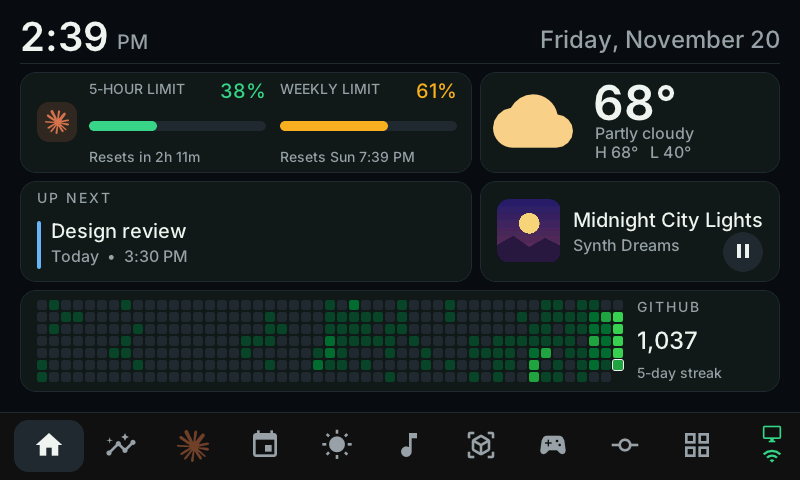 2:39 PM
Friday, November 20
5-HOUR LIMIT 38%
WEEKLY LIMIT 61%
Resets in 2h 11m
Resets Sun 7:39 PM
68°
Partly cloudy
H 68° L 40°
UP NEXT
Design review
Today • 3:30 PM
Midnight City Lights
Synth Dreams
GITHUB
1,037
5-day streak